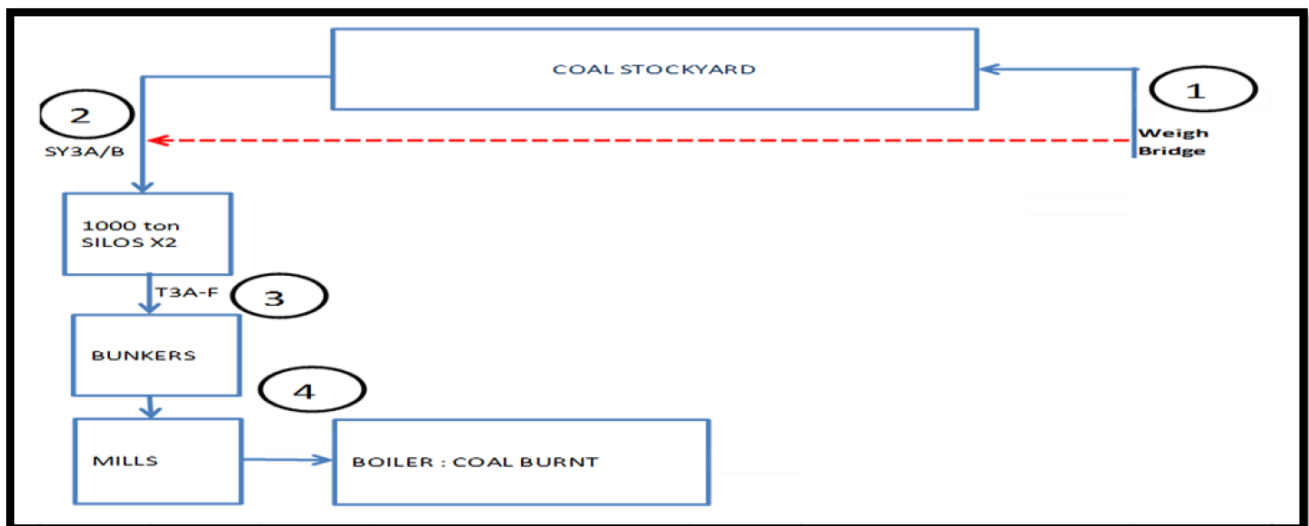 COAL STOCKYARD
1
Weigh
Bridge
2
SY3A/B
1000 ton
SILOS X2
T3A-F
3
BUNKERS
4
MILLS
BOILER : COAL BURNT